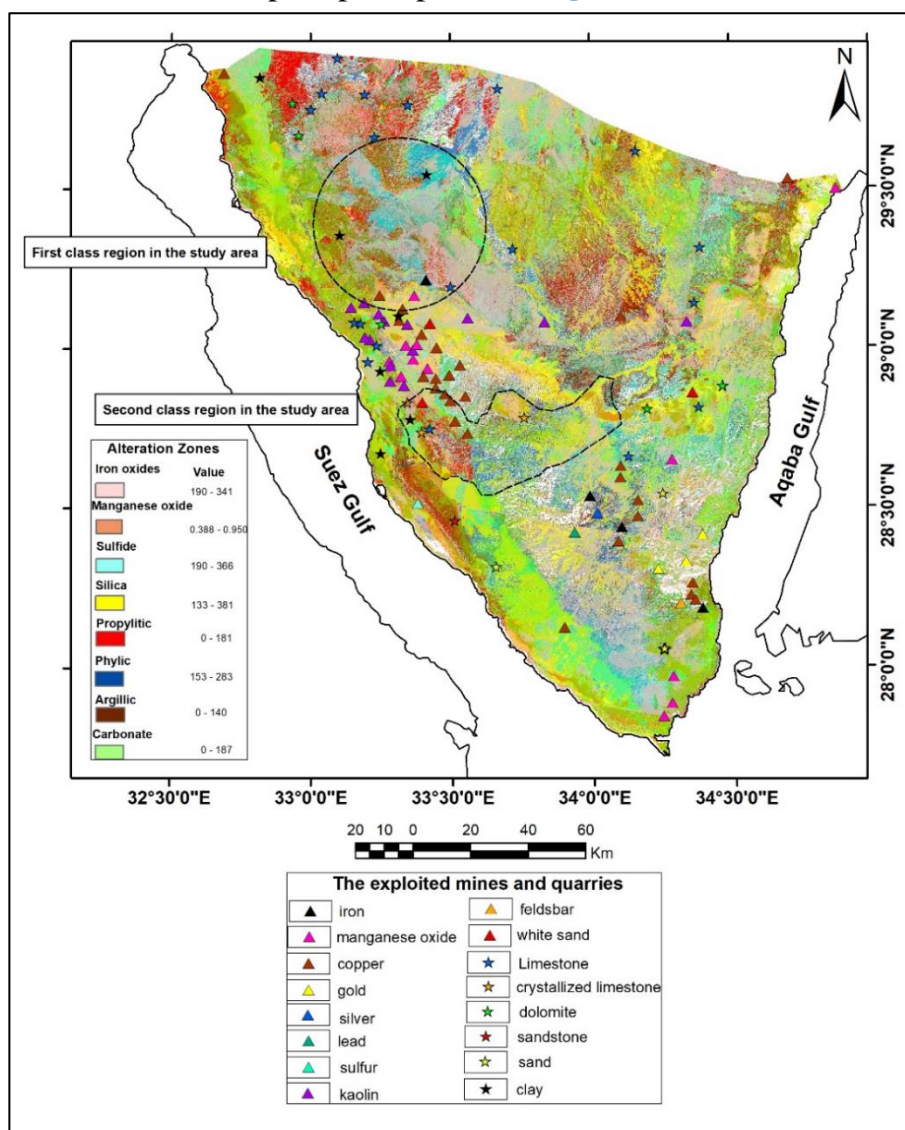 N
29°30'0"N
First class region in the study area
29°0'0"N
Second class region in the study area
Alteration Zones
Iron oxides Value
190 - 341
Manganese oxide
0.388 - 0.950
Sulfide
190 - 366
Silica
133 - 381
Propylitic
0 - 181
Phylic
153 - 283
Argillic
0 - 140
Carbonate
0 - 187
Suez Gulf
Aqaba Gulf
28°30'0"N
28°0'0"N
32°30'0"E 33°0'0"E 33°30'0"E 34°0'0"E 34°30'0"E
20 10 0 20 40 60
Km
The exploited mines and quarries
iron feldsbar
manganese oxide white sand
copper Limestone
gold crystallized limestone
silver dolomite
lead sandstone
sulfur sand
kaolin clay